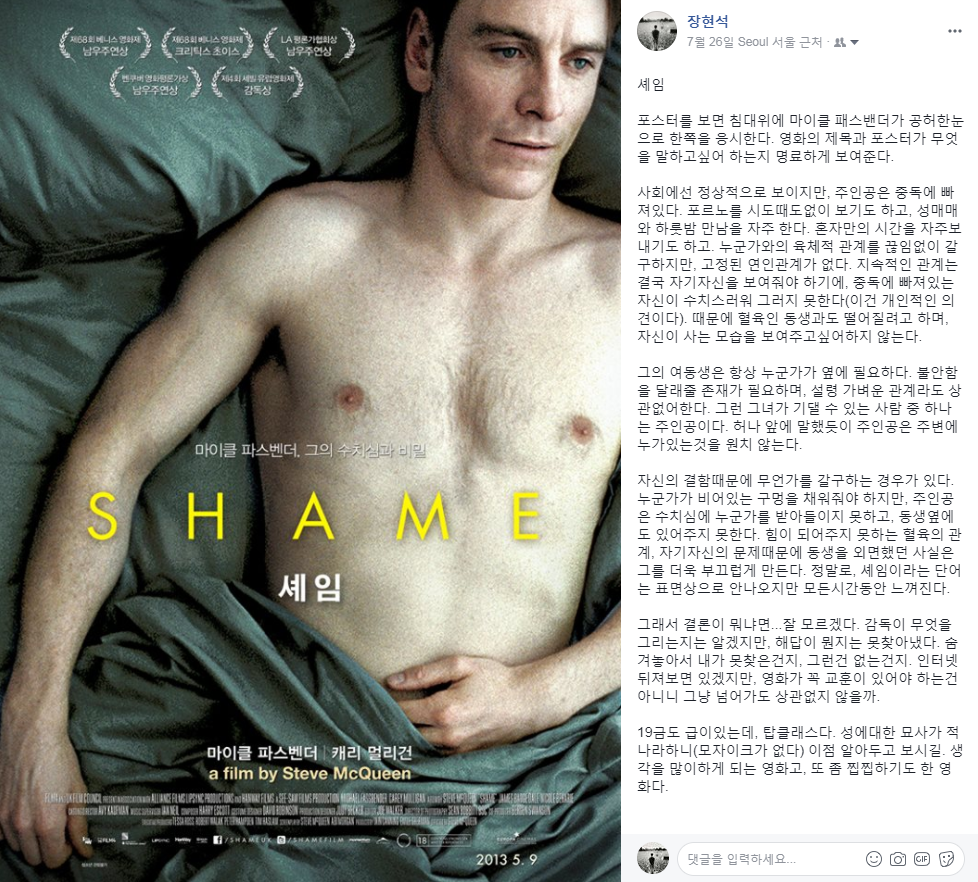 제68회 베니스 영화제
남우주연상
제68회 베니스 영화제
크리틱스 초이스
LA 평론가협회상
남우주연상
벤쿠버 영화평론가상
남우주연상
제4회 세빌 유럽영화제
감독상
마이클 파스벤더, 그의 수치심과 비밀
SHAME
셰임
마이클 파스벤더 | 캐리 멀리건
a film by Steve McQueen
/SHAMEUK
/SHAMEFILM
18
2013 5. 9
장현석
7월 26일 Seoul 서울 근처 ·
셰임
포스터를 보면 침대위에 마이클 패스밴더가 공허한눈
으로 한쪽을 응시한다. 영화의 제목과 포스터가 무엇
을 말하고싶어 하는지 명료하게 보여준다.
사회에선 정상적으로 보이지만, 주인공은 중독에 빠
져있다. 포르노를 시도때도없이 보기도 하고, 성매매
와 하룻밤 만남을 자주 한다. 혼자만의 시간을 자주보
내기도 하고. 누군가와의 육체적 관계를 끊임없이 갈
구하지만, 고정된 연인관계가 없다. 지속적인 관계는
결국 자기자신을 보여줘야 하기에, 중독에 빠져있는
자신이 수치스러워 그러지 못한다(이건 개인적인 의
견이다). 때문에 혈육인 동생과도 떨어질려고 하며,
자신이 사는 모습을 보여주고싶어하지 않는다.
그의 여동생은 항상 누군가가 옆에 필요하다. 불안함
을 달래줄 존재가 필요하며, 설령 가벼운 관계라도 상
관없어한다. 그런 그녀가 기댈 수 있는 사람 중 하나
는 주인공이다. 허나 앞에 말했듯이 주인공은 주변에
누가있는것을 원치 않는다.
자신의 결함때문에 무언가를 갈구하는 경우가 있다.
누군가가 비어있는 구멍을 채워줘야 하지만, 주인공
은 수치심에 누군가를 받아들이지 못하고, 동생옆에
도 있어주지 못한다. 힘이 되어주지 못하는 혈육의 관
계, 자기자신의 문제때문에 동생을 외면했던 사실은
그를 더욱 부끄럽게 만든다. 정말로, 셰임이라는 단어
는 표면상으로 안나오지만 모든시간동안 느껴진다.
그래서 결론이 뭐냐면...잘 모르겠다. 감독이 무엇을
그리는지는 알겠지만, 해답이 뭔지는 못찾아냈다. 숨
겨놓아서 내가 못찾은건지, 그런건 없는건지. 인터넷
뒤져보면 있겠지만, 영화가 꼭 교훈이 있어야 하는건
아니니 그냥 넘어가도 상관없지 않을까.
19금도 급이있는데, 탑클래스다. 성에대한 묘사가 적
나라하니(모자이크가 없다) 이점 알아두고 보시길. 생
각을 많이하게 되는 영화고, 또 좀 찝찝하기도 한 영
화다.
댓글을 입력하세요...
GIF